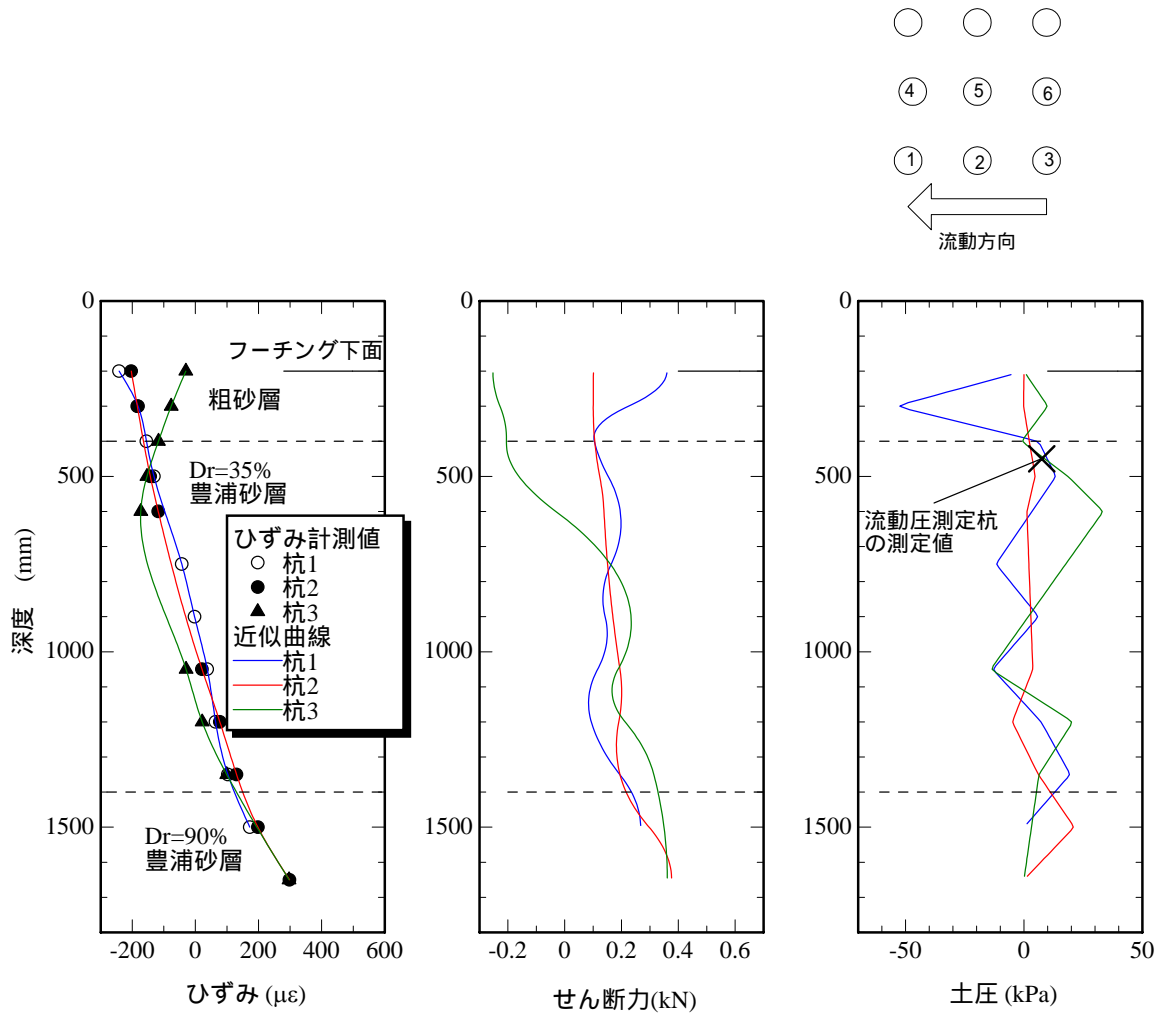 4 5 6
1 2 3
流動方向
0
500
1000
1500
深度 (mm)
-200 0 200 400 600
ひずみ (με)
フーチング下面
粗砂層
Dr=35%
豊浦砂層
ひずみ計測値
杭1
杭2
杭3
近似曲線
杭1
杭2
杭3
Dr=90%
豊浦砂層
0
500
1000
1500
-0.2 0 0.2 0.4 0.6
せん断力(kN)
0
500
1000
1500
流動圧測定杭
の測定値
-50 0 50
土圧 (kPa)